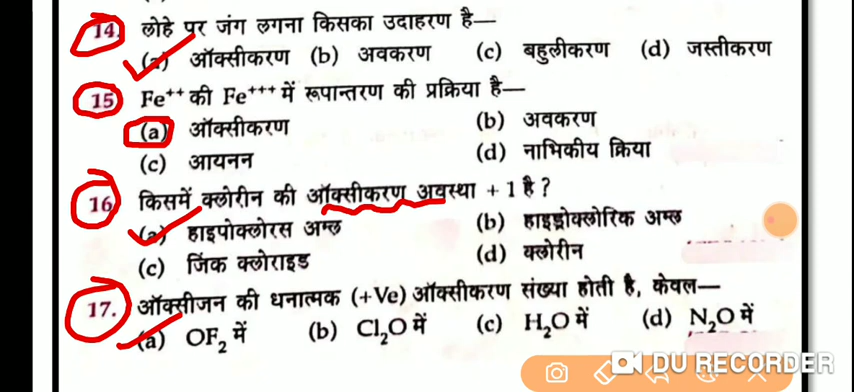 14. लोहे पर जंग लगना किसका उदाहरण है—
(a) ऑक्सीकरण (b) अवकरण (c) बहुलीकरण (d) जस्तीकरण
15 Fe⁺⁺ की Fe⁺⁺⁺ में रूपान्तरण की प्रक्रिया है—
(a) ऑक्सीकरण (b) अवकरण
(c) आयनन (d) नाभिकीय क्रिया
16. किसमें क्लोरीन की ऑक्सीकरण अवस्था + 1 है ?
(a) हाइपोक्लोरस अम्ल (b) हाइड्रोक्लोरिक अम्ल
(c) जिंक क्लोराइड (d) क्लोरीन
17. ऑक्सीजन की धनात्मक (+Ve) ऑक्सीकरण संख्या होती है, केवल—
(a) OF₂ में (b) Cl₂O में (c) H₂O में (d) N₂O में
DU RECORDER